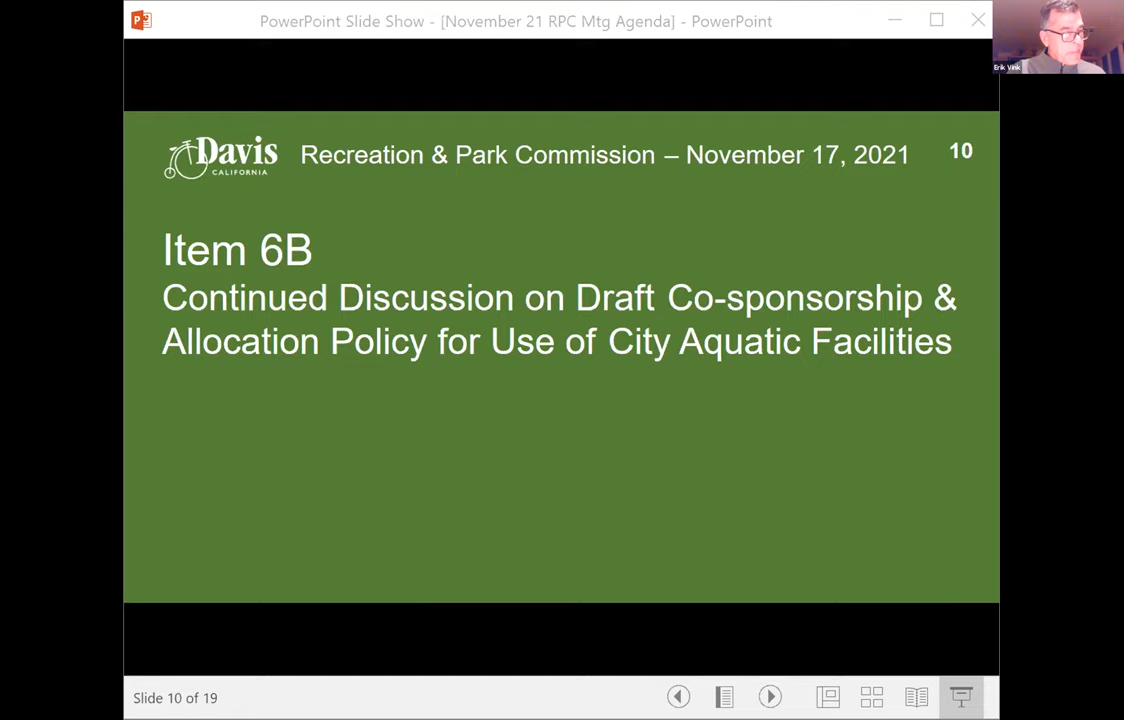 PowerPoint Slide Show - [November 21 RPC Mtg Agenda] - PowerPoint
Erik Vink
Davis
CALIFORNIA
Recreation & Park Commission – November 17, 2021
10
Item 6B
Continued Discussion on Draft Co-sponsorship &
Allocation Policy for Use of City Aquatic Facilities
Slide 10 of 19